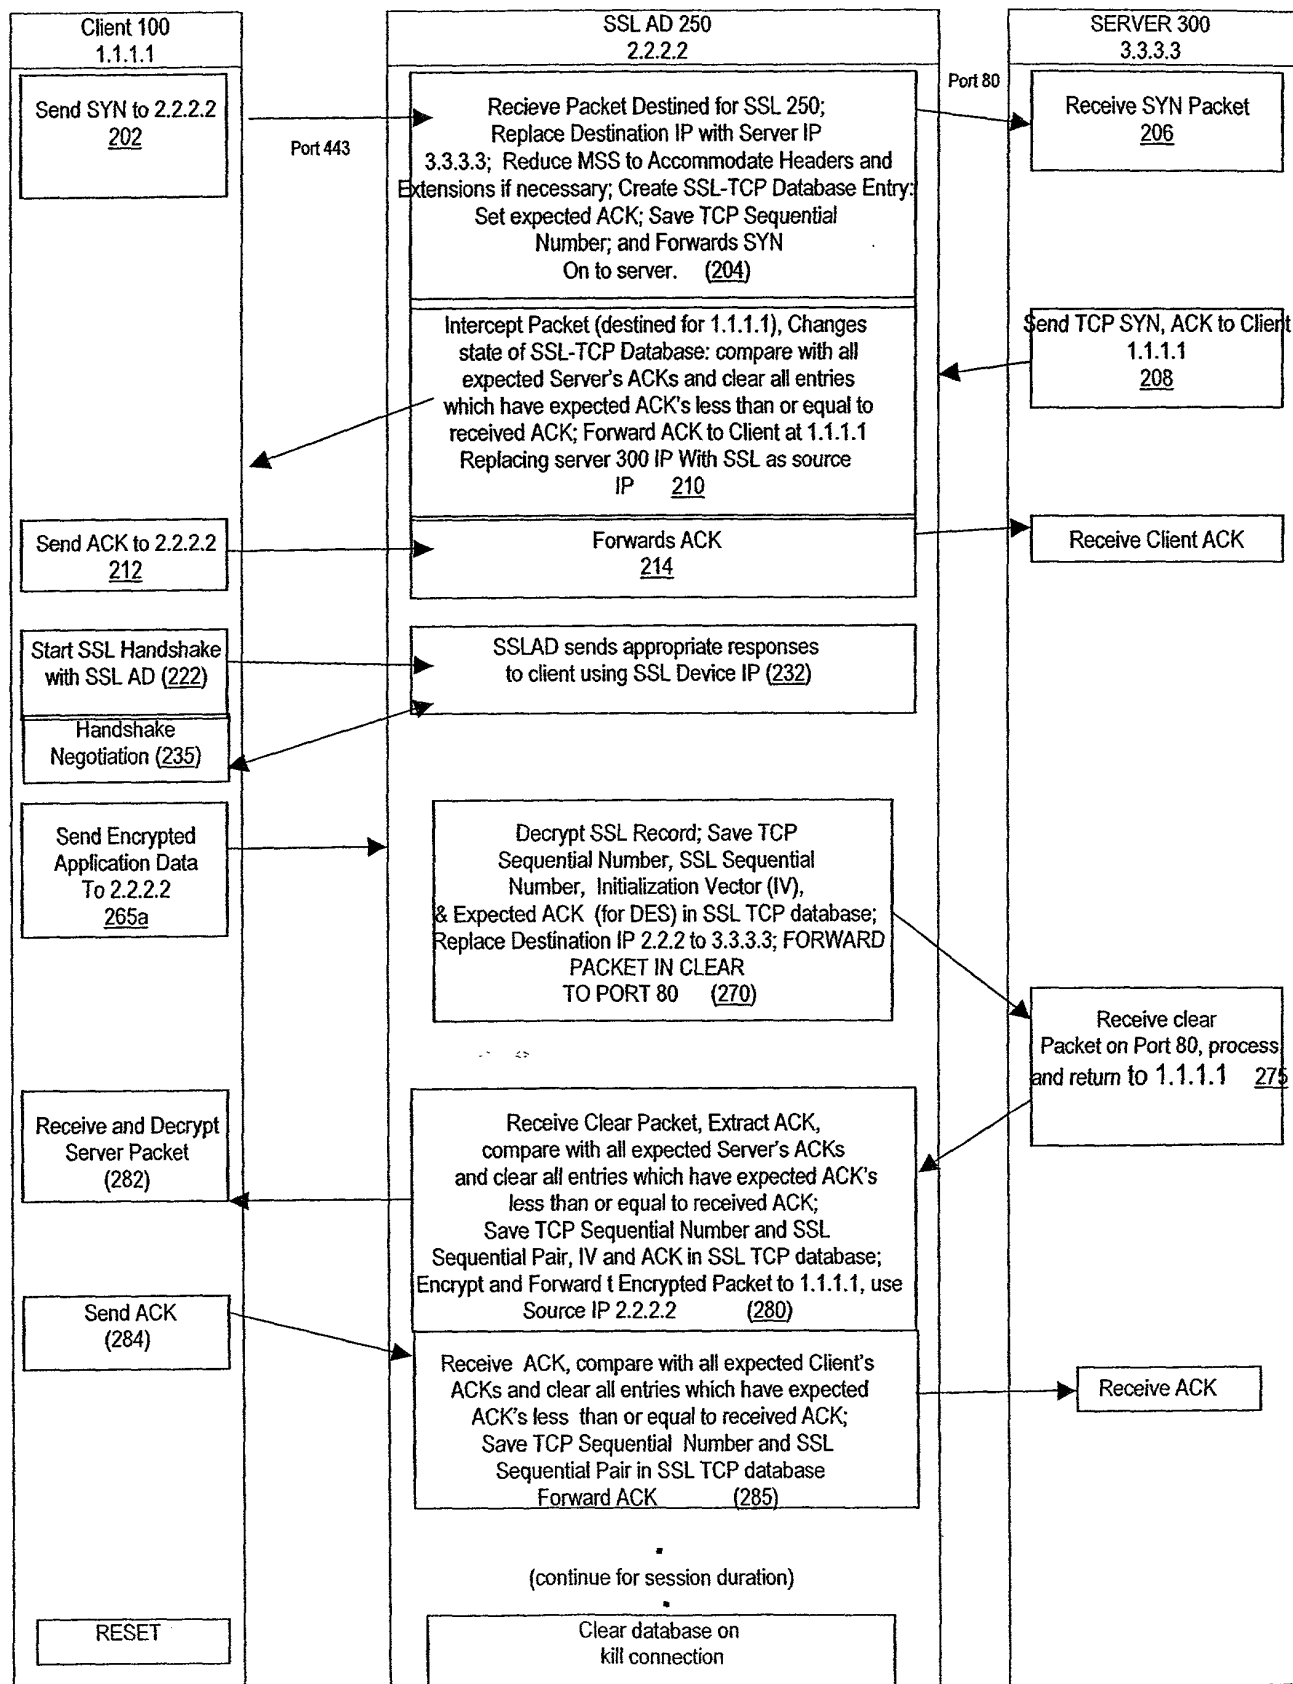 Client 100
1.1.1.1
SSL AD 250
2.2.2.2
SERVER 300
3.3.3.3
Send SYN to 2.2.2.2
202
Port 443
Recieve Packet Destined for SSL 250;
Replace Destination IP with Server IP
3.3.3.3; Reduce MSS to Accommodate Headers and
Extensions if necessary; Create SSL-TCP Database Entry:
Set expected ACK; Save TCP Sequential
Number; and Forwards SYN
On to server. (204)
Port 80
Receive SYN Packet
206
Intercept Packet (destined for 1.1.1.1), Changes
state of SSL-TCP Database: compare with all
expected Server's ACKs and clear all entries
which have expected ACK's less than or equal to
received ACK; Forward ACK to Client at 1.1.1.1
Replacing server 300 IP With SSL as source
IP 210
Send TCP SYN, ACK to Client
1.1.1.1
208
Send ACK to 2.2.2.2
212
Forwards ACK
214
Receive Client ACK
Start SSL Handshake
with SSL AD (222)
SSLAD sends appropriate responses
to client using SSL Device IP (232)
Handshake
Negotiation (235)
Send Encrypted
Application Data
To 2.2.2.2
265a
Decrypt SSL Record; Save TCP
Sequential Number, SSL Sequential
Number, Initialization Vector (IV),
& Expected ACK (for DES) in SSL TCP database;
Replace Destination IP 2.2.2 to 3.3.3.3; FORWARD
PACKET IN CLEAR
TO PORT 80 (270)
Receive clear
Packet on Port 80, process
and return to 1.1.1.1 275
Receive and Decrypt
Server Packet
(282)
Receive Clear Packet, Extract ACK,
compare with all expected Server's ACKs
and clear all entries which have expected ACK's
less than or equal to received ACK;
Save TCP Sequential Number and SSL
Sequential Pair, IV and ACK in SSL TCP database;
Encrypt and Forward t Encrypted Packet to 1.1.1.1, use
Source IP 2.2.2.2 (280)
Send ACK
(284)
Receive ACK, compare with all expected Client's
ACKs and clear all entries which have expected
ACK's less than or equal to received ACK;
Save TCP Sequential Number and SSL
Sequential Pair in SSL TCP database
Forward ACK (285)
Receive ACK
(continue for session duration)
RESET
Clear database on
kill connection